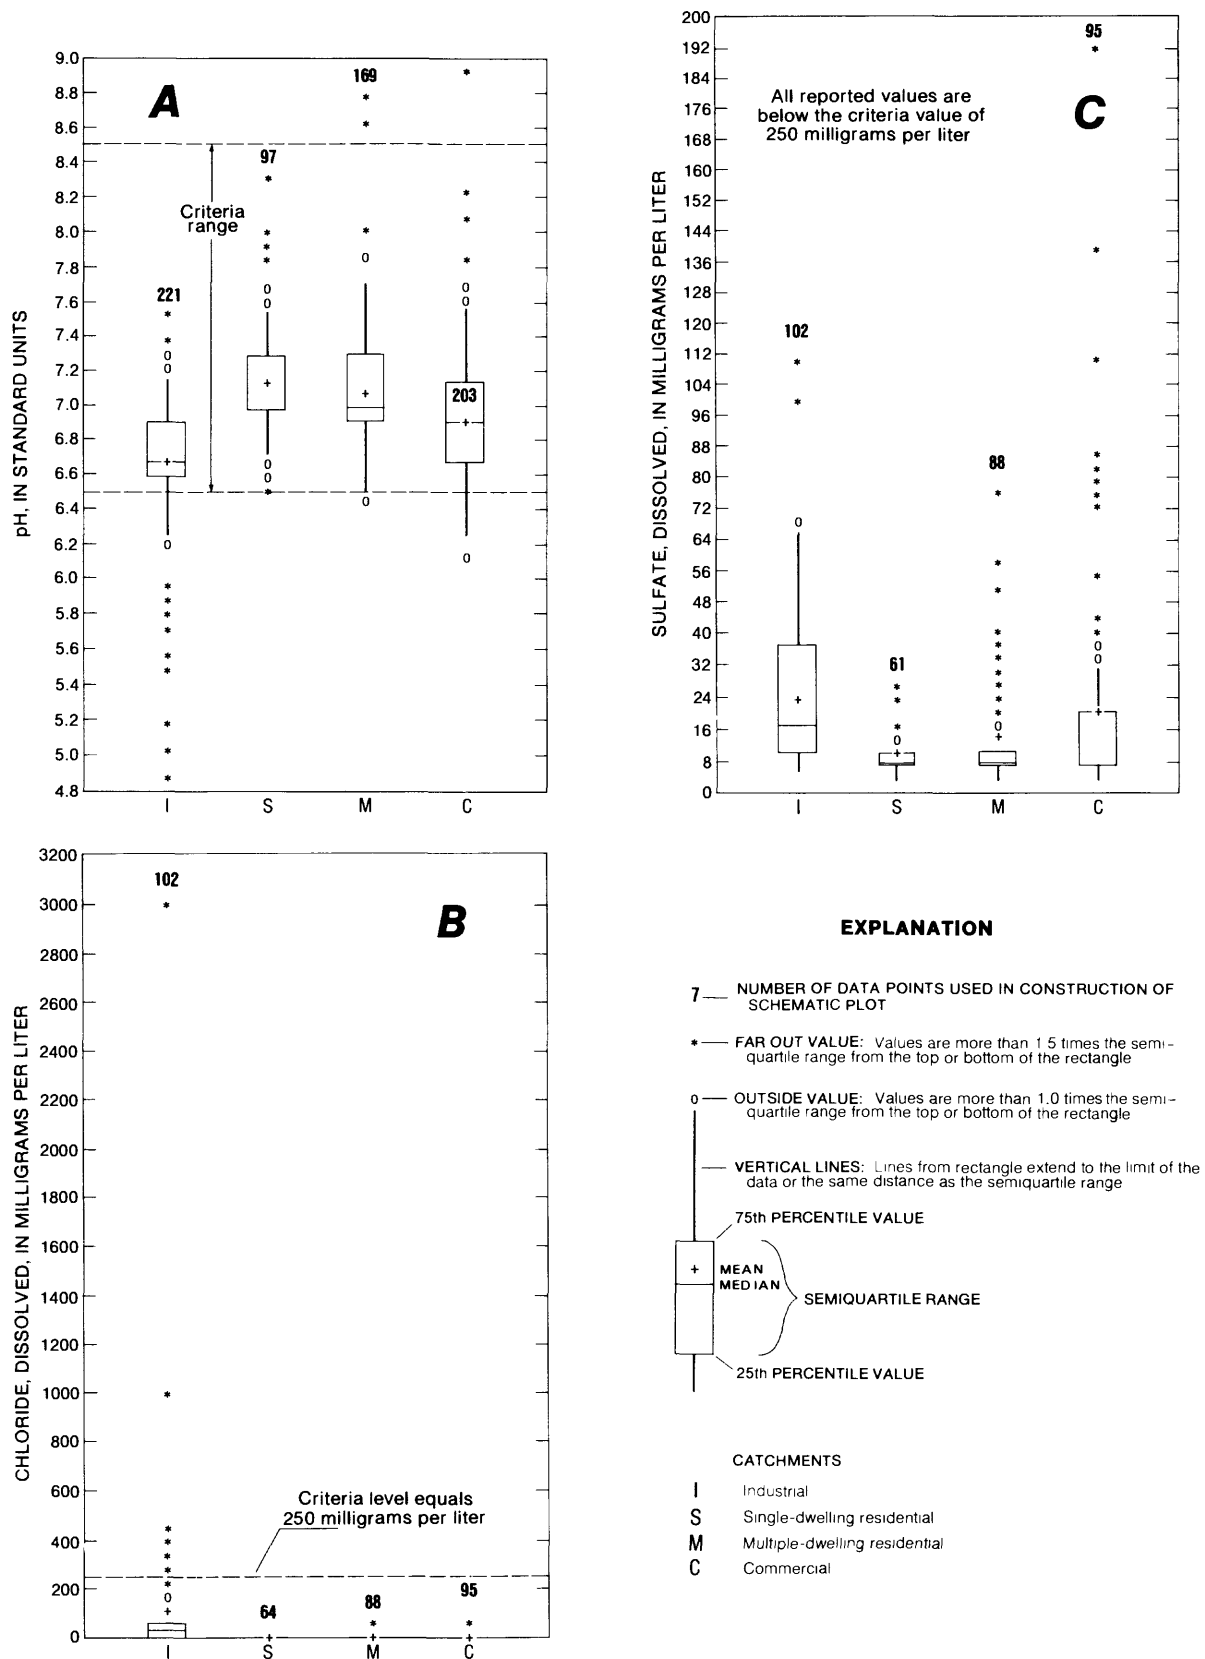 A
pH, IN STANDARD UNITS
9.0
8.8
8.6
8.4
8.2
8.0
7.8
7.6
7.4
7.2
7.0
6.8
6.6
6.4
6.2
6.0
5.8
5.6
5.4
5.2
5.0
4.8
221
97
169
203
Criteria
range
I S M C
C
SULFATE, DISSOLVED, IN MILLIGRAMS PER LITER
200
192
184
176
168
160
152
144
136
128
120
112
104
96
88
80
72
64
56
48
40
32
24
16
8
0
All reported values are
below the criteria value of
250 milligrams per liter
102
61
88
95
I S M C
B
CHLORIDE, DISSOLVED, IN MILLIGRAMS PER LITER
3200
3000
2800
2600
2400
2200
2000
1800
1600
1400
1200
1000
800
600
400
200
0
102
Criteria level equals
250 milligrams per liter
64
88
95
I S M C
EXPLANATION
7 NUMBER OF DATA POINTS USED IN CONSTRUCTION OF
SCHEMATIC PLOT
* FAR OUT VALUE: Values are more than 1 5 times the semi-
quartile range from the top or bottom of the rectangle
o OUTSIDE VALUE: Values are more than 1.0 times the semi-
quartile range from the top or bottom of the rectangle
VERTICAL LINES: Lines from rectangle extend to the limit of the
data or the same distance as the semiquartile range
75th PERCENTILE VALUE
+ MEAN
MEDIAN
SEMIQUARTILE RANGE
25th PERCENTILE VALUE
CATCHMENTS
I Industrial
S Single-dwelling residential
M Multiple-dwelling residential
C Commercial